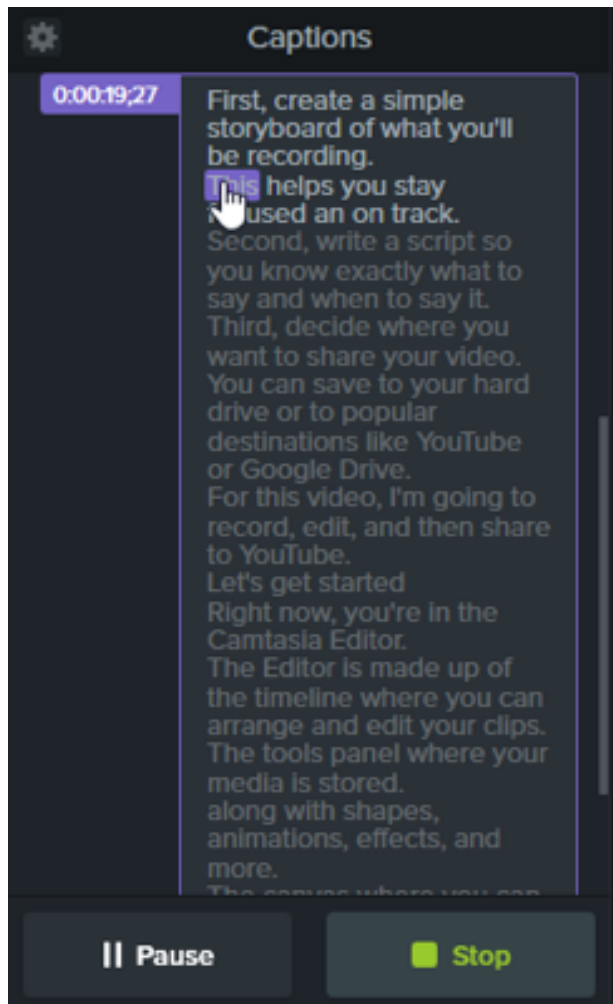 Captions
0:00:19;27
First, create a simple
storyboard of what you'll
be recording.
This helps you stay
used an on track.
Second, write a script so
you know exactly what to
say and when to say it.
Third, decide where you
want to share your video.
You can save to your hard
drive or to popular
destinations like YouTube
or Google Drive.
For this video, I'm going to
record, edit, and then share
to YouTube.
Let's get started
Right now, you're in the
Camtasia Editor.
The Editor is made up of
the timeline where you can
arrange and edit your clips.
The tools panel where your
media is stored.
along with shapes,
animations, effects, and
more.
The canvas where you can
Pause
Stop